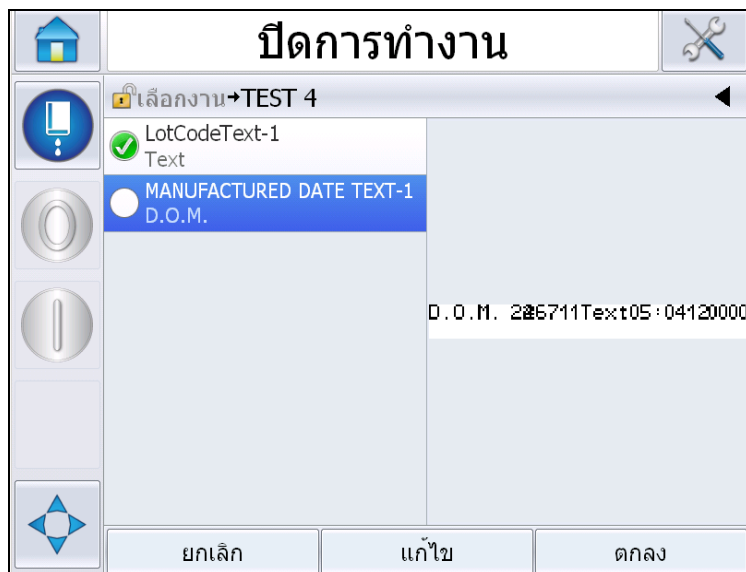 ปิดการทำงาน
เลือกงาน→TEST 4
LotCodeText-1
Text
MANUFACTURED DATE TEXT-1
D.O.M.
D.O.M.
ยกเลิก
แก้ไข
ตกลง